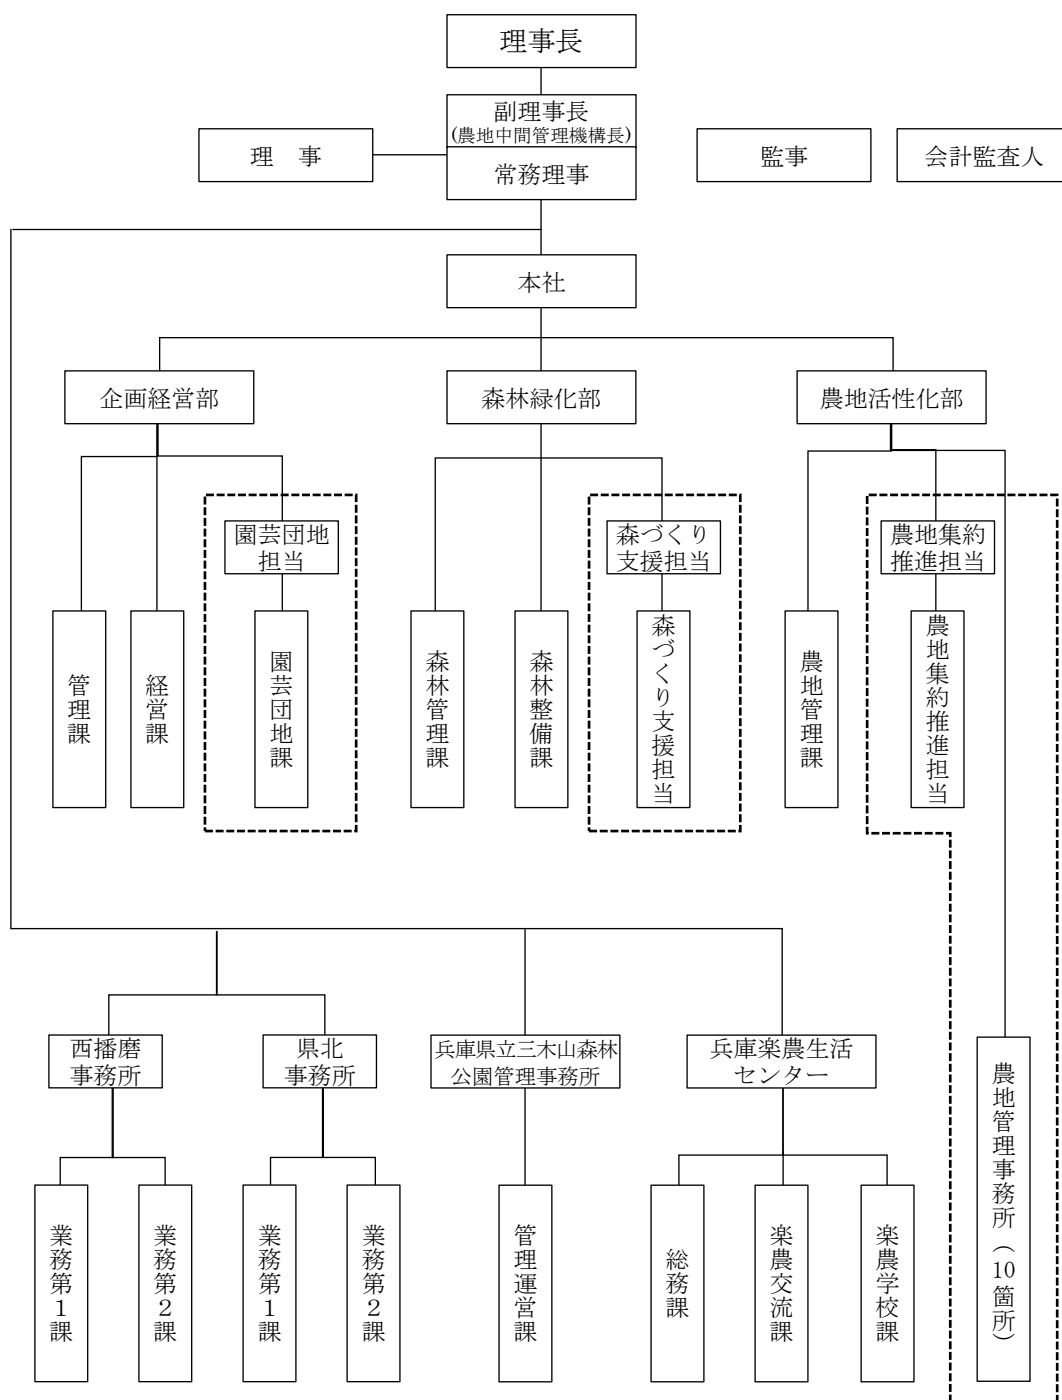 理事長
副理事長
(農地中間管理機構長)
常務理事
理　事
監事
会計監査人
本社
企画経営部
森林緑化部
農地活性化部
園芸団地
担当
森づくり
支援担当
農地集約
推進担当
管理課
経営課
園芸団地課
森林管理課
森林整備課
森づくり支援担当
農地管理課
農地集約推進担当
西播磨
事務所
県北
事務所
兵庫県立三木山森林
公園管理事務所
兵庫楽農生活
センター
農地管理事務所（10箇所）
業務第１課
業務第２課
業務第１課
業務第２課
管理運営課
総務課
楽農交流課
楽農学校課